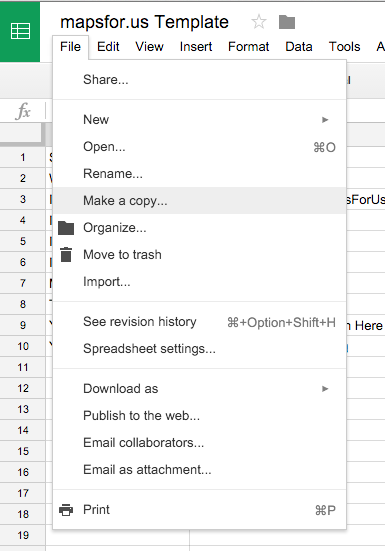 mapsfor.us Template
File Edit View Insert Format Data Tools
Share...
fx
New
Open... ⌘O
1
Rename...
2
Make a copy...
3 sForUs
Organize...
4
5
Move to trash
6
Import...
7
8
See revision history ⌘+Option+Shift+H
9 n Here
Spreadsheet settings...
10
11
Download as
12
Publish to the web...
13
14
Email collaborators...
15
Email as attachment...
16
17
Print ⌘P
18
19